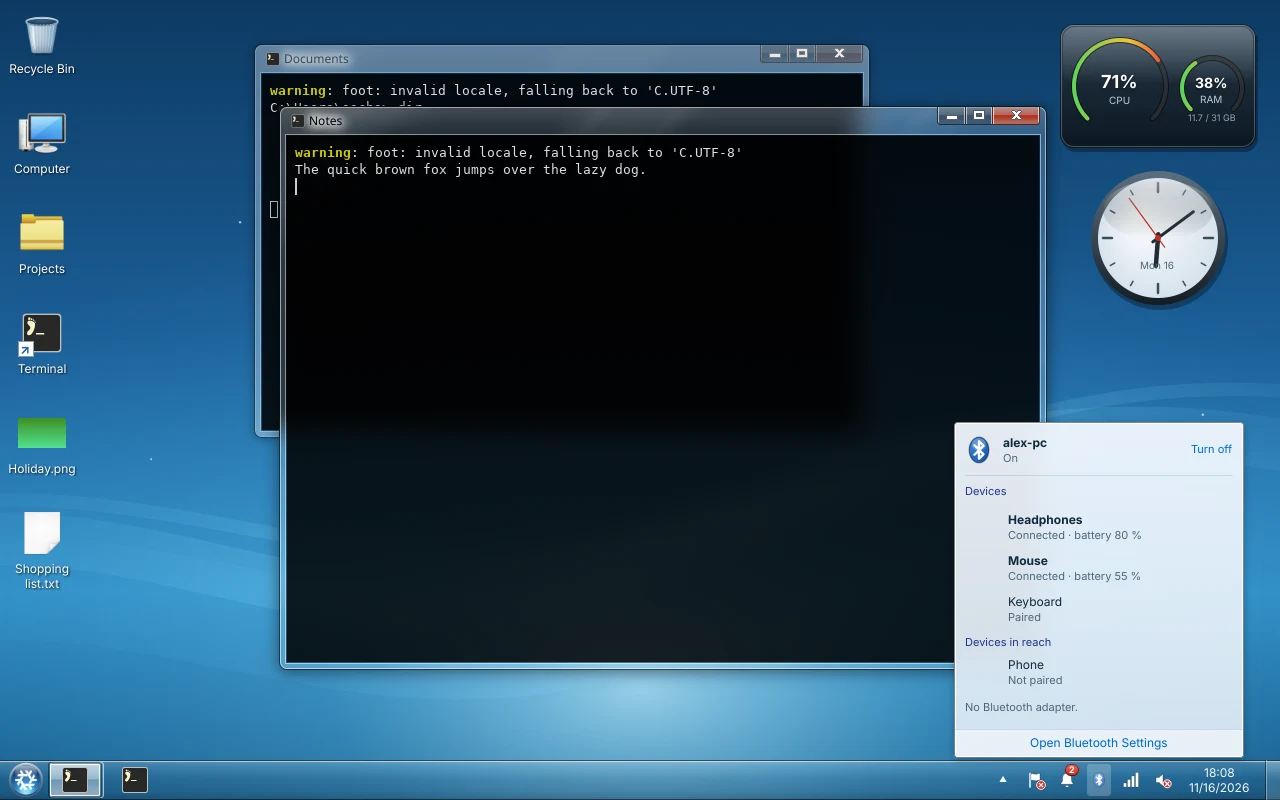 Recycle Bin
Computer
Projects
Terminal
Holiday.png
Shopping
list.txt
Documents
warning: foot: invalid locale, falling back to 'C.UTF-8'
Notes
warning: foot: invalid locale, falling back to 'C.UTF-8'
The quick brown fox jumps over the lazy dog.
71%
CPU
38%
RAM
11.7 / 31 GB
Mon 16
alex-pc
On
Turn off
Devices
Headphones
Connected · battery 80 %
Mouse
Connected · battery 55 %
Keyboard
Paired
Devices in reach
Phone
Not paired
No Bluetooth adapter.
Open Bluetooth Settings
2
18:08
11/16/2026